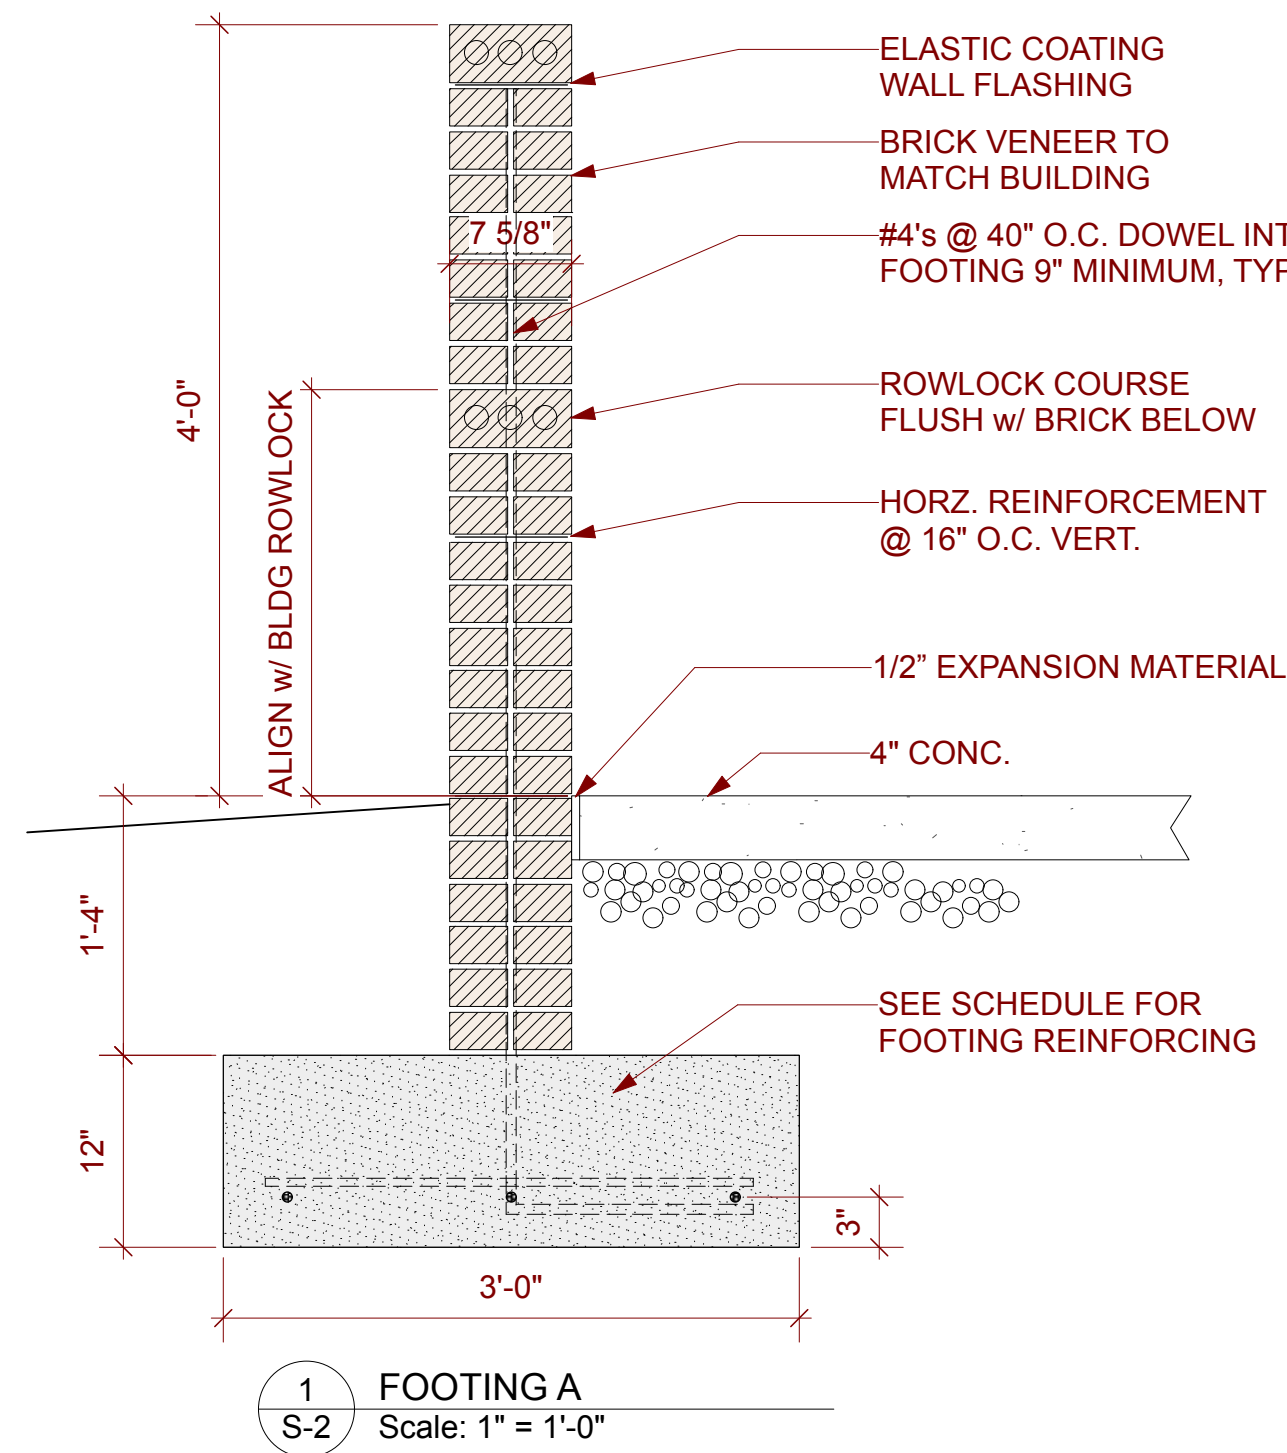 ELASTIC COATING
WALL FLASHING
BRICK VENEER TO
MATCH BUILDING
7 5/8"
#4's @ 40" O.C. DOWEL INT
FOOTING 9" MINIMUM, TYP
4'-0"
ALIGN w/ BLDG ROWLOCK
ROWLOCK COURSE
FLUSH w/ BRICK BELOW
HORZ. REINFORCEMENT
@ 16" O.C. VERT.
1/2” EXPANSION MATERIAL
4" CONC.
1'-4"
SEE SCHEDULE FOR
FOOTING REINFORCING
12"
3"
3'-0"
1
S-2
FOOTING A
Scale: 1" = 1'-0"